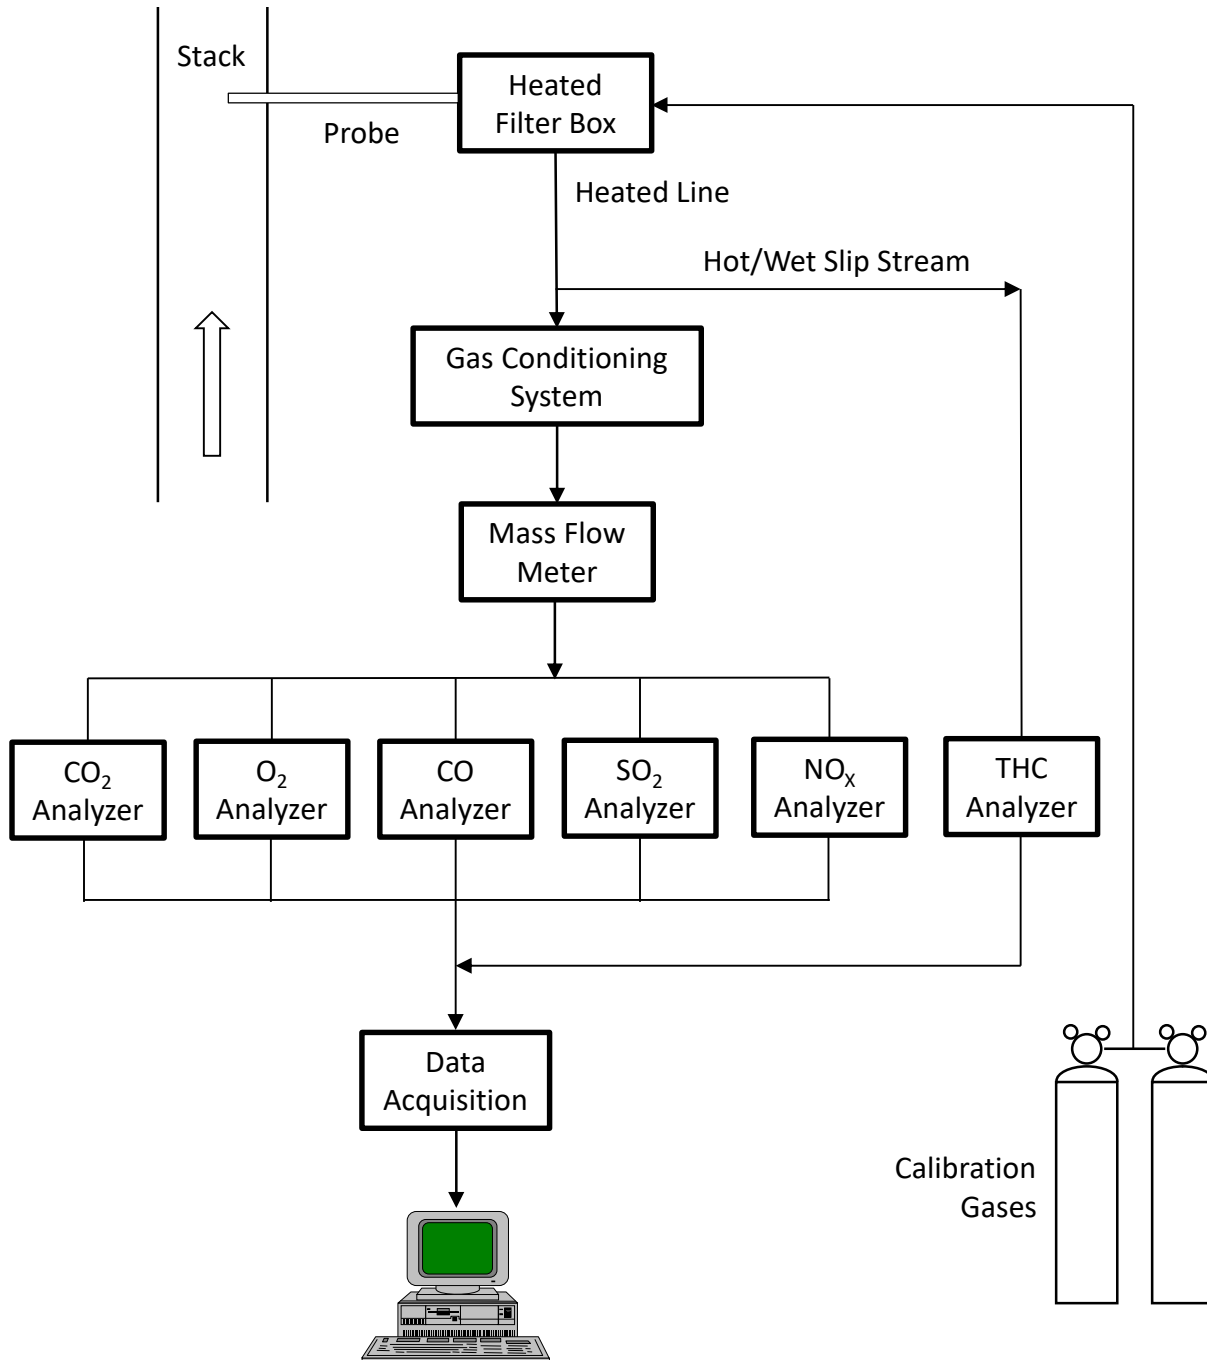 Stack
Heated
Filter Box
Probe
Heated Line
Hot/Wet Slip Stream
Gas Conditioning
System
Mass Flow
Meter
CO₂
Analyzer
O₂
Analyzer
CO
Analyzer
SO₂
Analyzer
NOₓ
Analyzer
THC
Analyzer
Data
Acquisition
Calibration
Gases